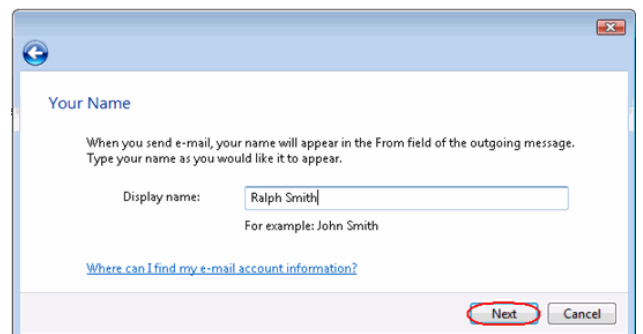 Your Name
When you send e-mail, your name will appear in the From field of the outgoing message.
Type your name as you would like it to appear.
Display name: Ralph Smith
For example: John Smith
Where can I find my e-mail account information?
Next Cancel